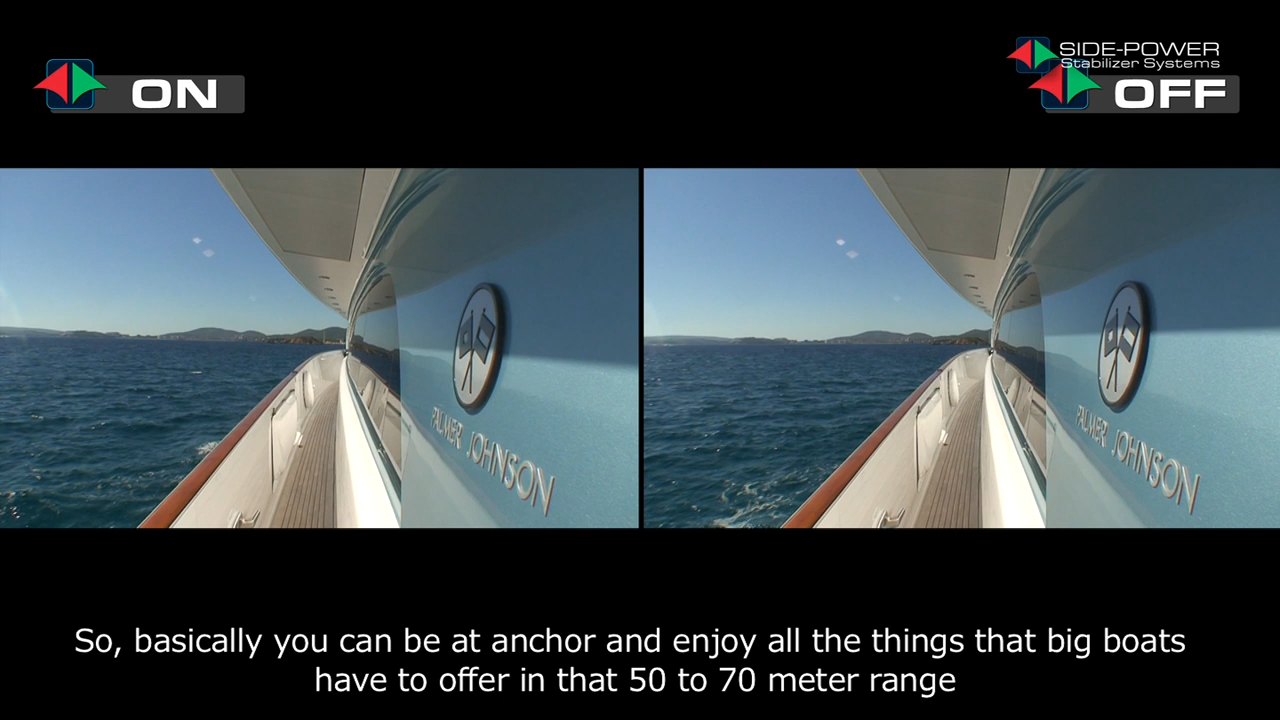 ON
SIDE-POWER
Stabilizer Systems
OFF
PALMER JOHNSON
PALMER JOHNSON
So, basically you can be at anchor and enjoy all the things that big boats
have to offer in that 50 to 70 meter range